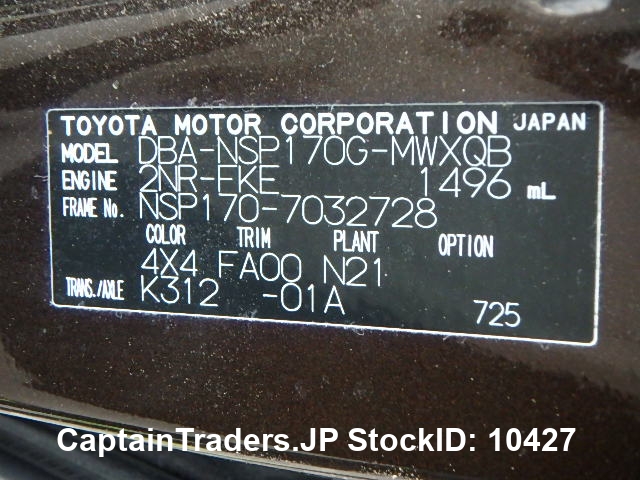 TOYOTA MOTOR CORPORATION JAPAN
MODEL DBA-NSP170G-MWXQB
ENGINE 2NR-FKE 1496 mL
FRAME No. NSP170-7032728
COLOR TRIM PLANT OPTION
4X4 FA00 N21
TRANS./AXLE K312 -01A
725
CaptainTraders.JP StockID: 10427